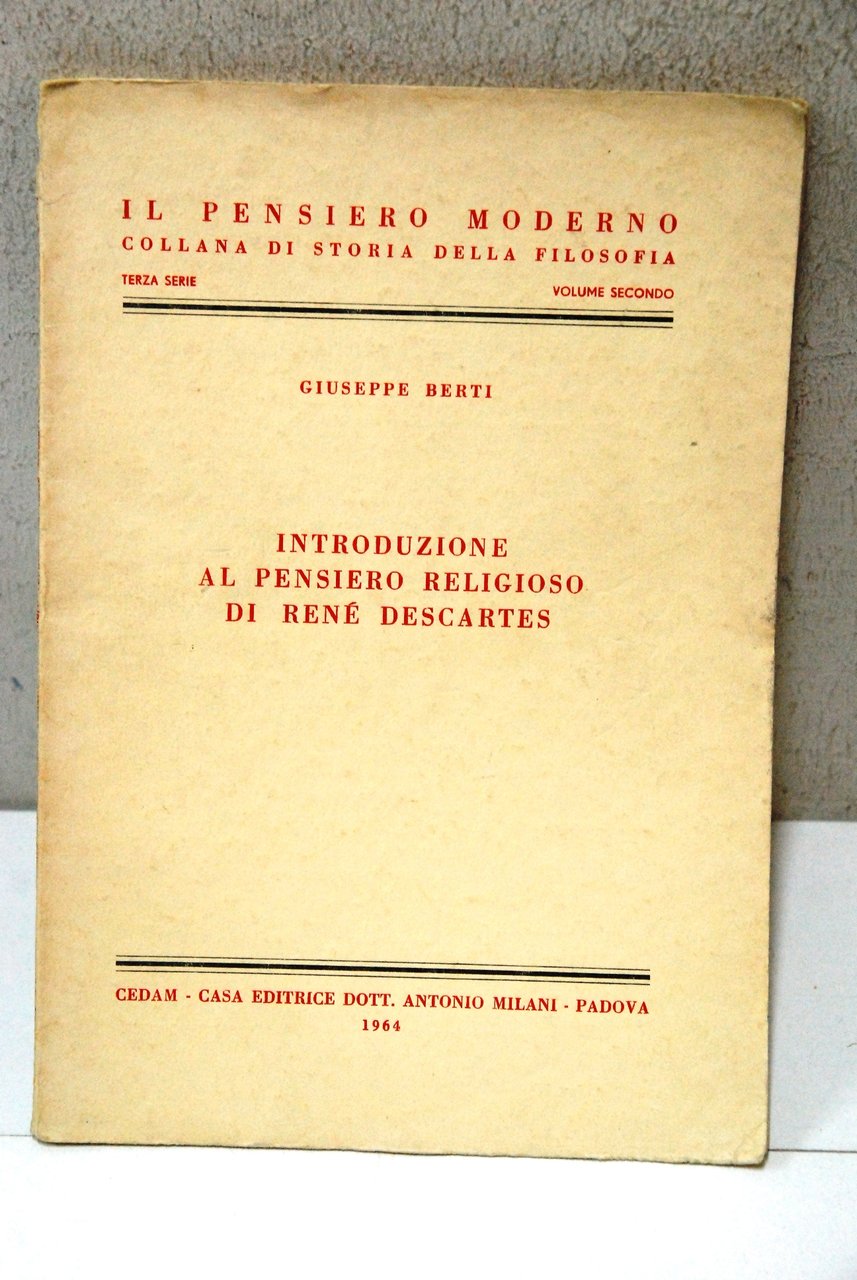 IL PENSIERO MODERNO
COLLANA DI STORIA DELLA FILOSOFIA
TERZA SERIE
VOLUME SECONDO
GIUSEPPE BERTI
INTRODUZIONE
AL PENSIERO RELIGIOSO
DI RENÉ DESCARTES
CEDAM - CASA EDITRICE DOTT. ANTONIO MILANI - PADOVA
1964